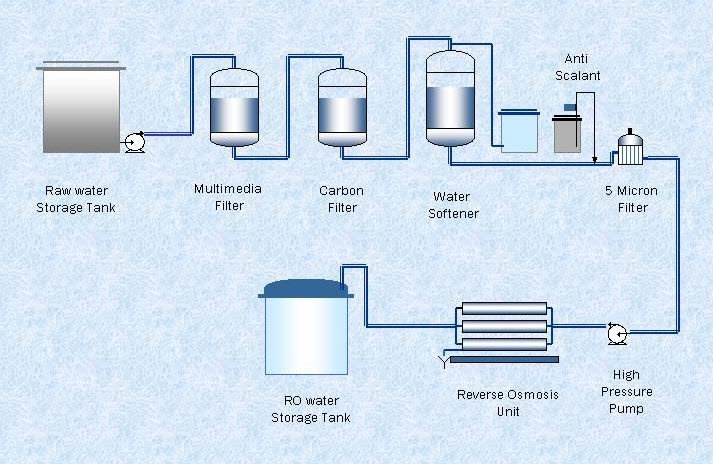 Anti
Scalant
Raw water
Storage Tank
Multimedia
Filter
Carbon
Filter
Water
Softener
5 Micron
Filter
RO water
Storage Tank
Reverse Osmosis
Unit
High
Pressure
Pump